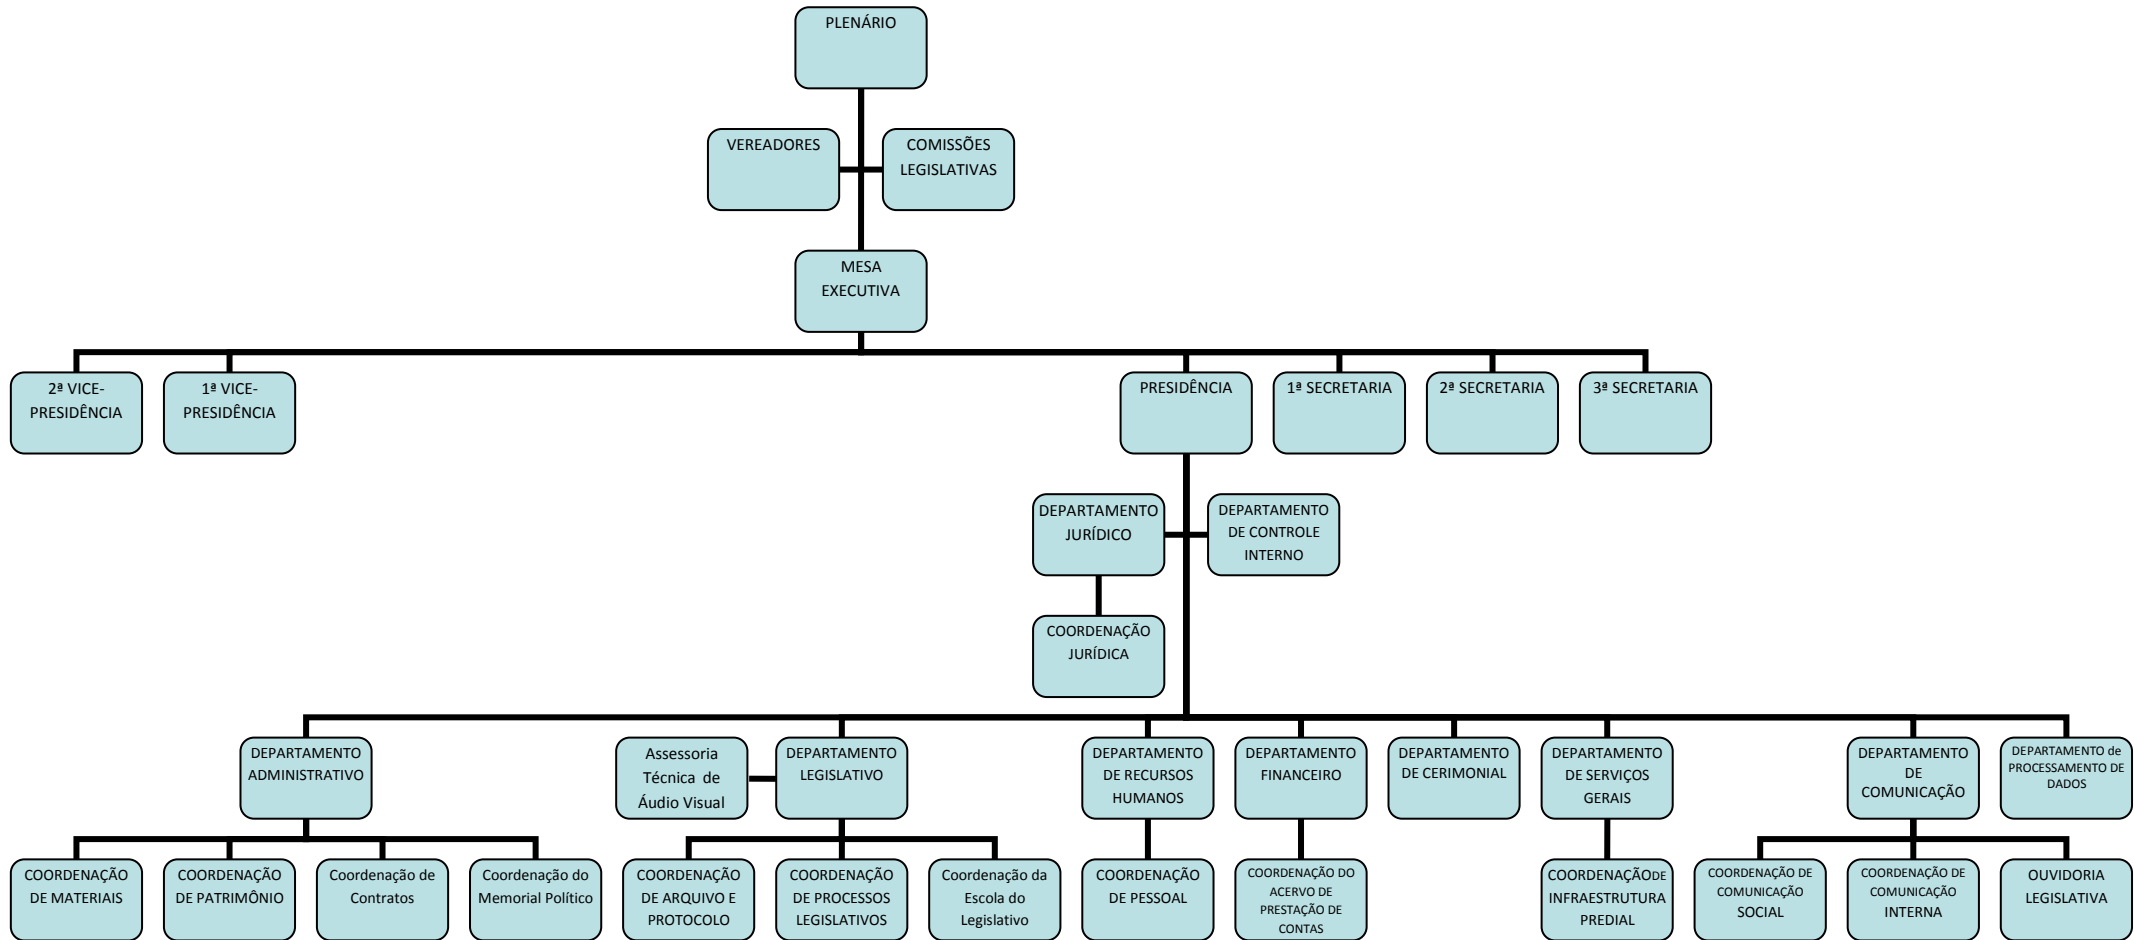 PLENÁRIO
VEREADORES
COMISSÕES
LEGISLATIVAS
MESA
EXECUTIVA
2ª VICE-
PRESIDÊNCIA
1ª VICE-
PRESIDÊNCIA
PRESIDÊNCIA
1ª SECRETARIA
2ª SECRETARIA
3ª SECRETARIA
DEPARTAMENTO
JURÍDICO
DEPARTAMENTO
DE CONTROLE
INTERNO
COORDENAÇÃO
JURÍDICA
DEPARTAMENTO
ADMINISTRATIVO
Assessoria
Técnica de
Áudio Visual
DEPARTAMENTO
LEGISLATIVO
DEPARTAMENTO
DE RECURSOS
HUMANOS
DEPARTAMENTO
FINANCEIRO
DEPARTAMENTO
DE CERIMONIAL
DEPARTAMENTO
DE SERVIÇOS
GERAIS
DEPARTAMENTO
DE
COMUNICAÇÃO
DEPARTAMENTO de
PROCESSAMENTO DE
DADOS
COORDENAÇÃO
DE MATERIAIS
COORDENAÇÃO
DE PATRIMÔNIO
Coordenação de
Contratos
Coordenação do
Memorial Político
COORDENAÇÃO
DE ARQUIVO E
PROTOCOLO
COORDENAÇÃO
DE PROCESSOS
LEGISLATIVOS
Coordenação da
Escola do
Legislativo
COORDENAÇÃO
DE PESSOAL
COORDENAÇÃO DO
ACERVO DE
PRESTAÇÃO DE
CONTAS
COORDENAÇÃODE
INFRAESTRUTURA
PREDIAL
COORDENAÇÃO DE
COMUNICAÇÃO
SOCIAL
COORDENAÇÃO DE
COMUNICAÇÃO
INTERNA
OUVIDORIA
LEGISLATIVA